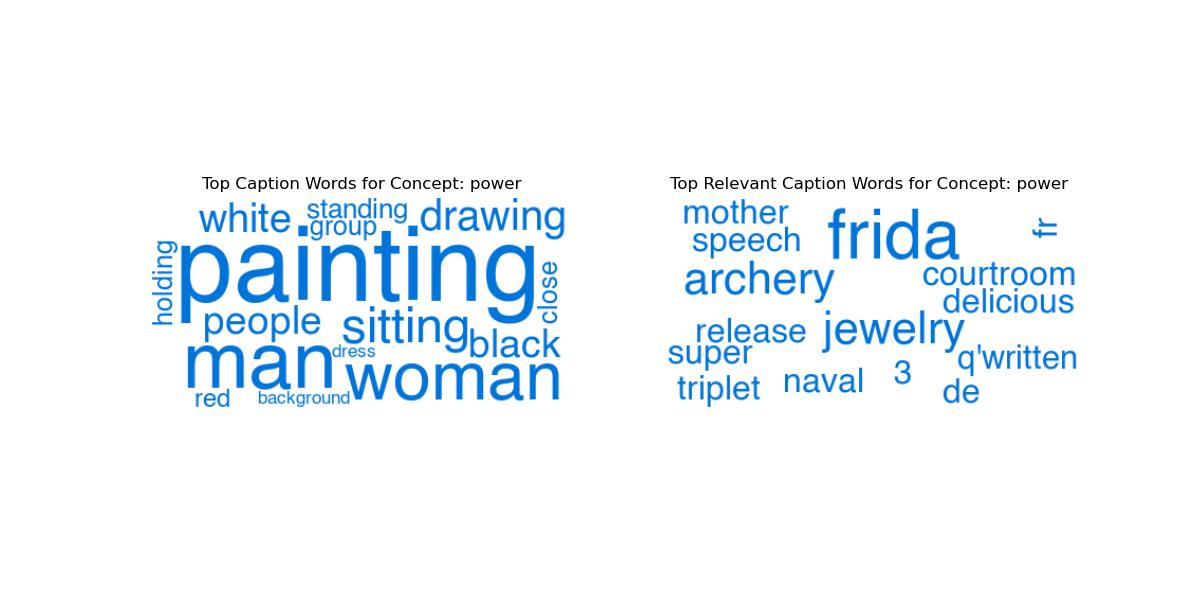 Top Caption Words for Concept: power
white
standing
drawing
group
holding
painting
close
people
sitting
black
man
dress
woman
red
background
Top Relevant Caption Words for Concept: power
mother
frida
fr
speech
archery
courtroom
delicious
release
jewelry
super
q'written
triplet
naval
3
de